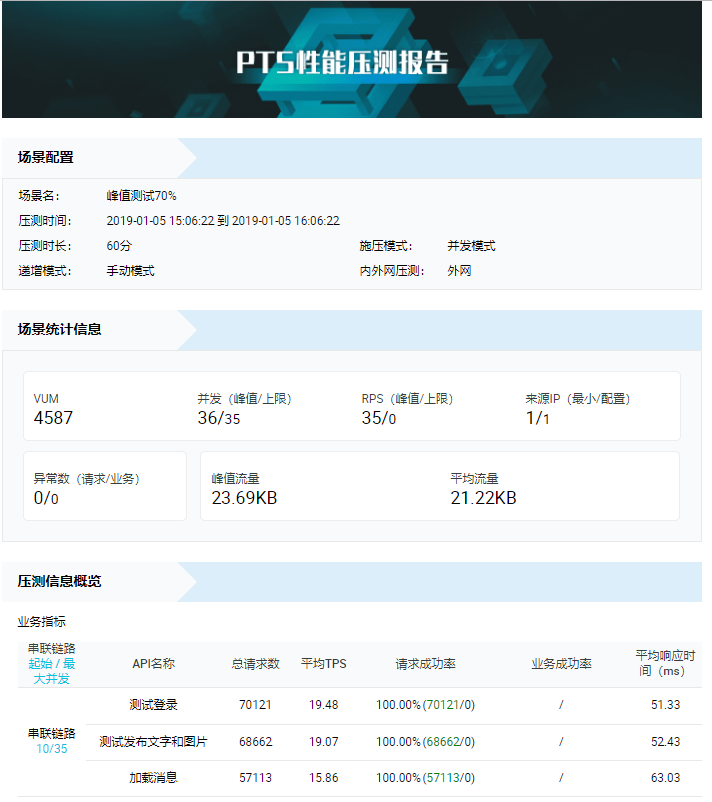 PTS性能压测报告
场景配置
场景名： 峰值测试70%
压测时间： 2019-01-05 15:06:22 到 2019-01-05 16:06:22
压测时长： 60分 施压模式： 并发模式
递增模式： 手动模式 内外网压测： 外网
场景统计信息
VUM 并发（峰值/上限） RPS（峰值/上限） 来源IP（最小/配置）
4587 36/35 35/0 1/1
异常数（请求/业务） 峰值流量 平均流量
0/0 23.69KB 21.22KB
压测信息概览
业务指标
串联链路
起始 / 最
大并发
API名称 总请求数 平均TPS 请求成功率 业务成功率 平均响应时
间（ms）
测试登录 70121 19.48 100.00%(70121/0) / 51.33
串联链路
10/35
测试发布文字和图片 68662 19.07 100.00%(68662/0) / 52.43
加载消息 57113 15.86 100.00%(57113/0) / 63.03